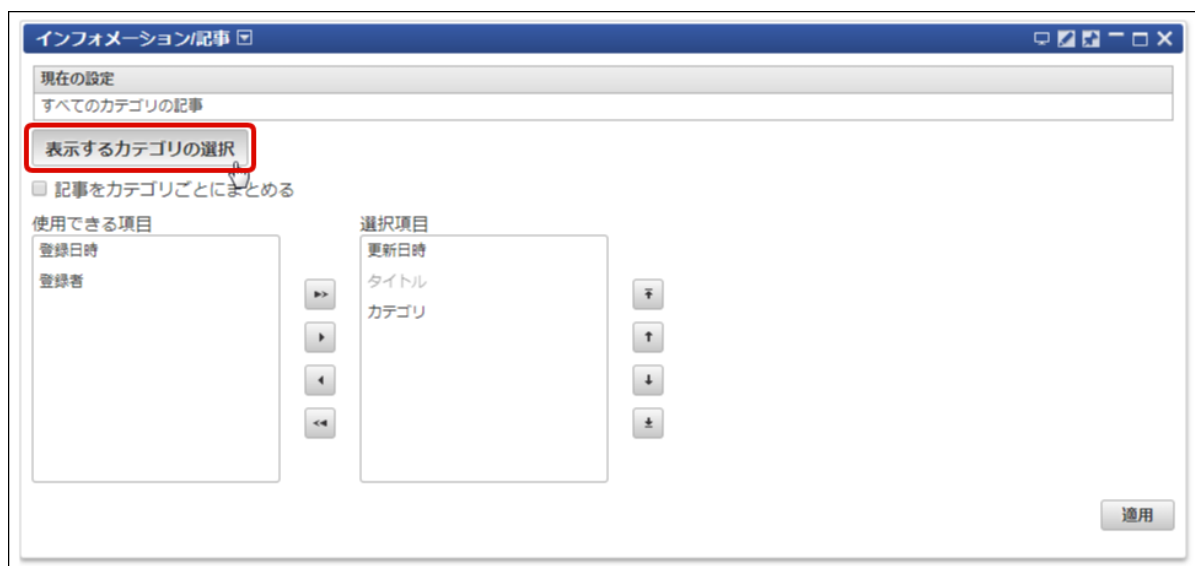 インフォメーション/記事
現在の設定
すべてのカテゴリの記事
表示するカテゴリの選択
記事をカテゴリごとにまとめる
使用できる項目
選択項目
登録日時
登録者
更新日時
タイトル
カテゴリ
適用